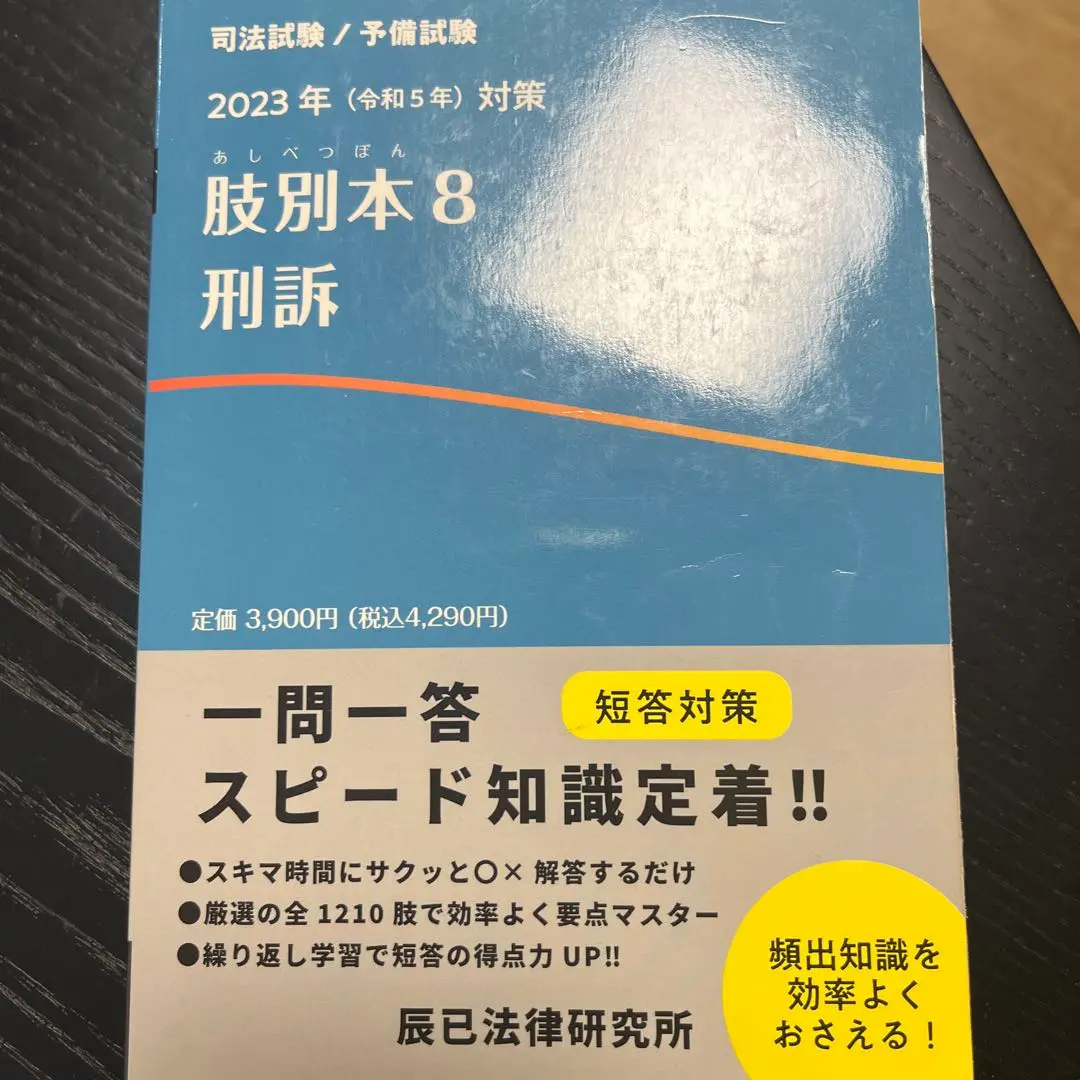 司法試験 / 予備試験
2023年（令和5年）対策
あしべつぼん
肢別本8
刑訴
定価 3,900円（税込4,290円）
一問一答
短答対策
スピード知識定着!!
●スキマ時間にサクッと〇× 解答するだけ
●厳選の全1210肢で効率よく要点マスター
●繰り返し学習で短答の得点力UP!!
頻出知識を
効率よく
おさえる！
辰已法律研究所